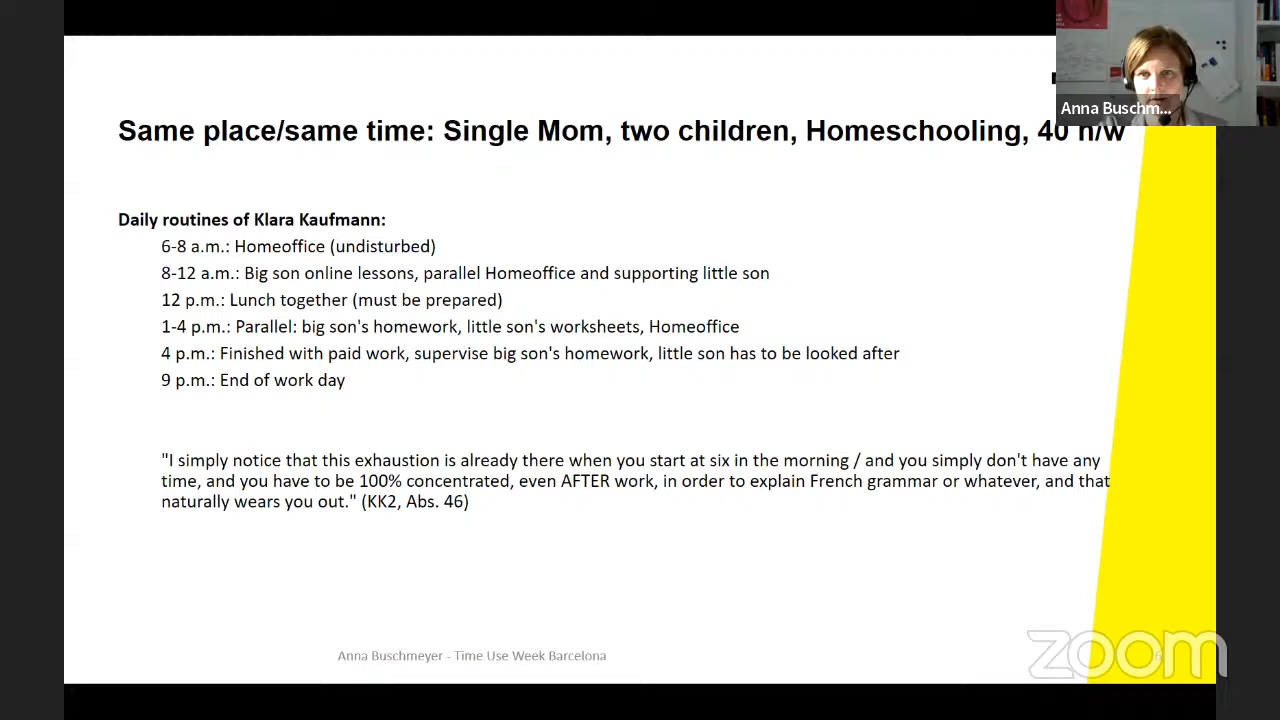 Anna Buschm...
Same place/same time: Single Mom, two children, Homeschooling, 40 h/w
Daily routines of Klara Kaufmann:
6-8 a.m.: Homeoffice (undisturbed)
8-12 a.m.: Big son online lessons, parallel Homeoffice and supporting little son
12 p.m.: Lunch together (must be prepared)
1-4 p.m.: Parallel: big son's homework, little son's worksheets, Homeoffice
4 p.m.: Finished with paid work, supervise big son's homework, little son has to be looked after
9 p.m.: End of work day
"I simply notice that this exhaustion is already there when you start at six in the morning / and you simply don't have any
time, and you have to be 100% concentrated, even AFTER work, in order to explain French grammar or whatever, and that
naturally wears you out." (KK2, Abs. 46)
Anna Buschmeyer - Time Use Week Barcelona
zoom